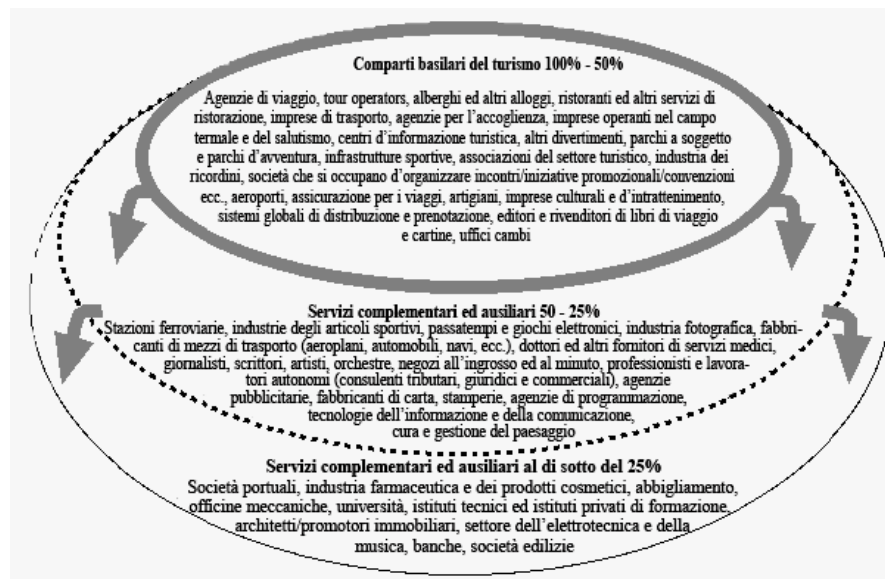 Comparti basilari del turismo 100% - 50%
Agenzie di viaggio, tour operators, alberghi ed altri alloggi, ristoranti ed altri servizi di
ristorazione, imprese di trasporto, agenzie per l'accoglienza, imprese operanti nel campo
termale e del salutismo, centri d'informazione turistica, altri divertimenti, parchi a soggetto
e parchi d'avventura, infrastrutture sportive, associazioni del settore turistico, industria dei
ricordini, società che si occupano d'organizzare incontri/iniziative promozionali/convenzioni
ecc., aeroporti, assicurazione per i viaggi, artigiani, imprese culturali e d'intrattenimento,
sistemi globali di distribuzione e prenotazione, editori e rivenditori di libri di viaggio
e cartine, uffici cambi
Servizi complementari ed ausiliari 50 - 25%
Stazioni ferroviarie, industrie degli articoli sportivi, passatempi e giochi elettronici, industria fotografica, fabbri-
canti di mezzi di trasporto (aeroplani, automobili, navi, ecc.), dottori ed altri fornitori di servizi medici,
giornalisti, scrittori, artisti, orchestre, negozi all'ingrosso ed al minuto, professionisti e lavora-
tori autonomi (consulenti tributari, giuridici e commerciali), agenzie
pubblicitarie, fabbricanti di carta, stamperie, agenzie di programmazione,
tecnologie dell'informazione e della comunicazione,
cura e gestione del paesaggio
Servizi complementari ed ausiliari al di sotto del 25%
Società portuali, industria farmaceutica e dei prodotti cosmetici, abbigliamento,
officine meccaniche, università, istituti tecnici ed istituti privati di formazione,
architetti/promotori immobiliari, settore dell'elettrotecnica e della
musica, banche, società edilizie